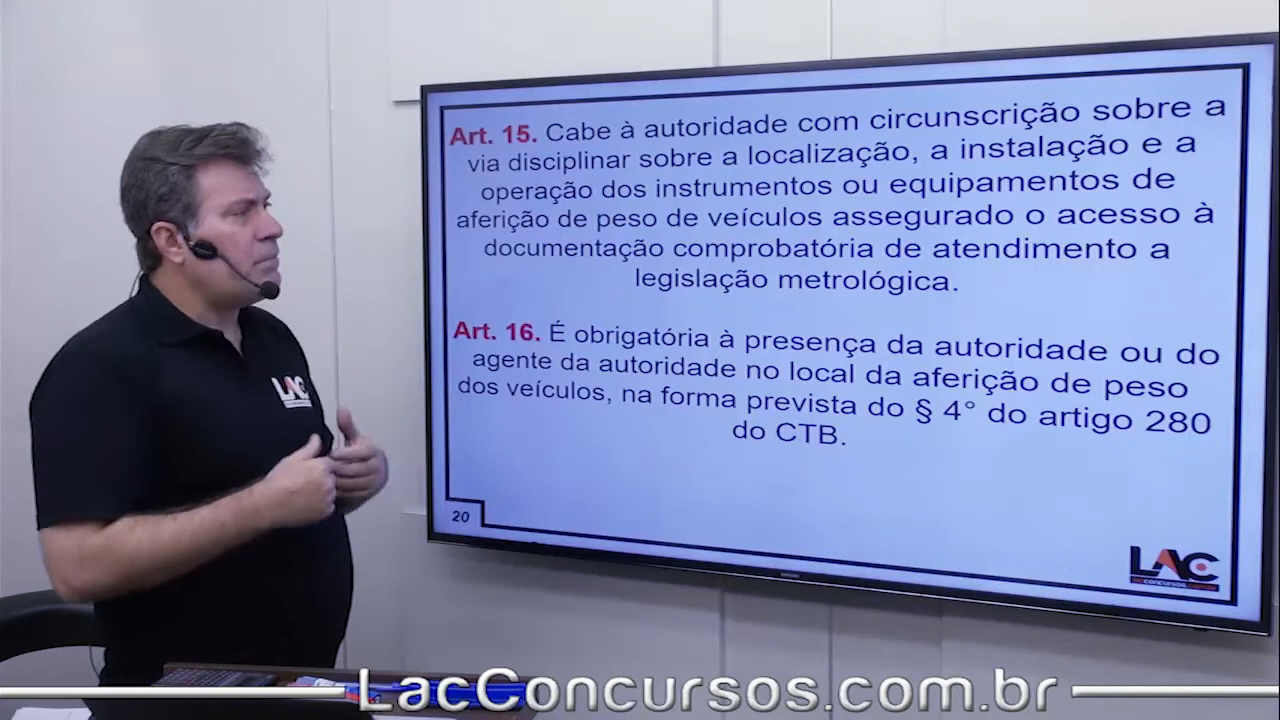 Art. 15. Cabe à autoridade com circunscrição sobre a
via disciplinar sobre a localização, a instalação e a
operação dos instrumentos ou equipamentos de
aferição de peso de veículos assegurado o acesso à
documentação comprobatória de atendimento a
legislação metrológica.
Art. 16. É obrigatória à presença da autoridade ou do
agente da autoridade no local da aferição de peso
dos veículos, na forma prevista do § 4° do artigo 280
do CTB.
20
LAC
LAC
LacConcursos.com.br